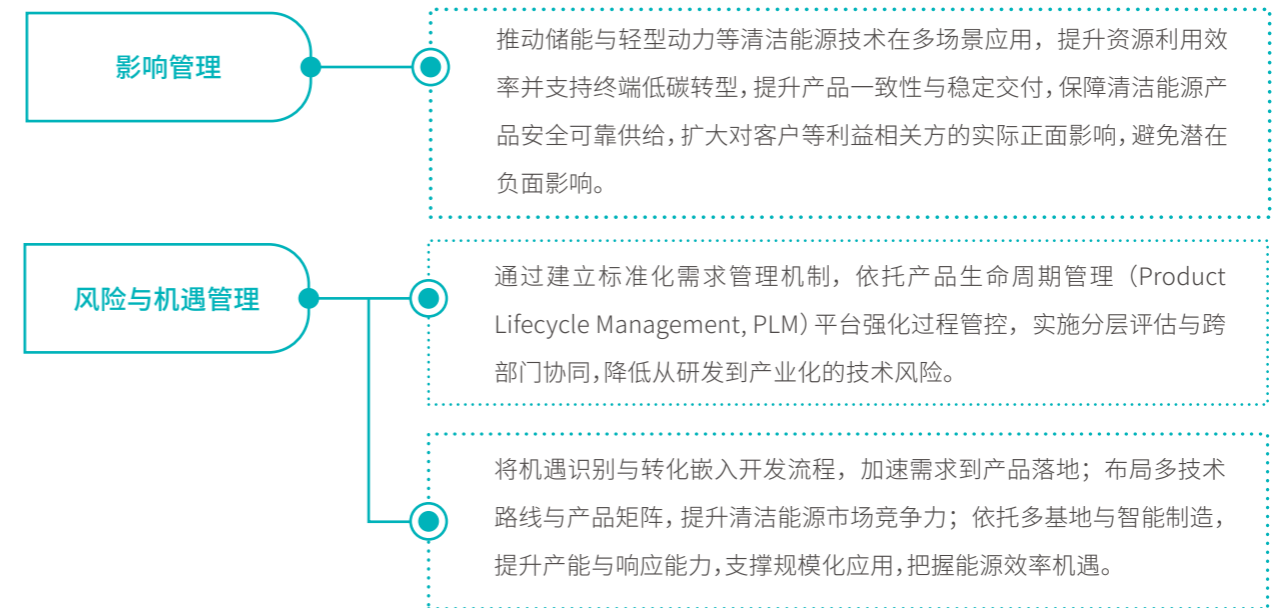 影响管理
推动储能与轻型动力等清洁能源技术在多场景应用，提升资源利用效
率并支持终端低碳转型，提升产品一致性与稳定交付，保障清洁能源产
品安全可靠供给，扩大对客户等利益相关方的实际正面影响，避免潜在
负面影响。
风险与机遇管理
通过建立标准化需求管理机制，依托产品生命周期管理（Product
Lifecycle Management, PLM）平台强化过程管控，实施分层评估与跨
部门协同，降低从研发到产业化的技术风险。
将机遇识别与转化嵌入开发流程，加速需求到产品落地；布局多技术
路线与产品矩阵，提升清洁能源市场竞争力；依托多基地与智能制造，
提升产能与响应能力，支撑规模化应用，把握能源效率机遇。